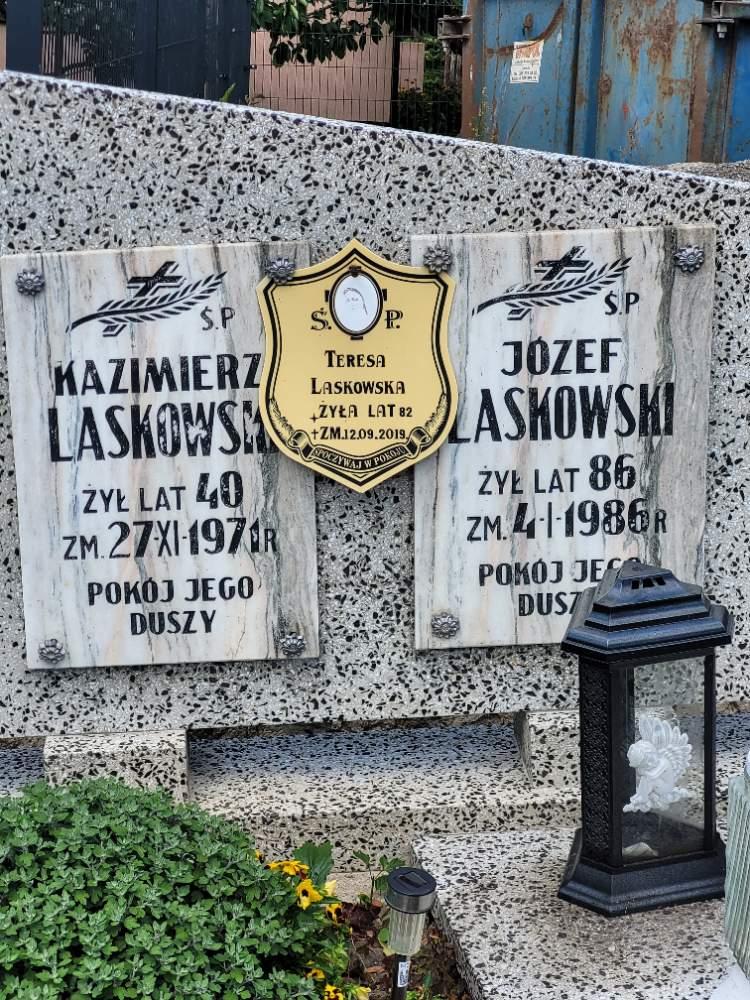 Ś.P
KAZIMIERZ
LASKOWSKI
ŻYŁ LAT 40
ZM. 27-XI-1971R
POKÓJ JEGO
DUSZY
Ś. P.
TERESA
LASKOWSKA
ŻYŁA LAT 82
+ZM.12.09.2019
SPOCZYWAJ W POKOJU
Ś.P
JÓZEF
LASKOWSKI
ŻYŁ LAT 86
ZM. 4-I-1986R
POKÓJ JEGO